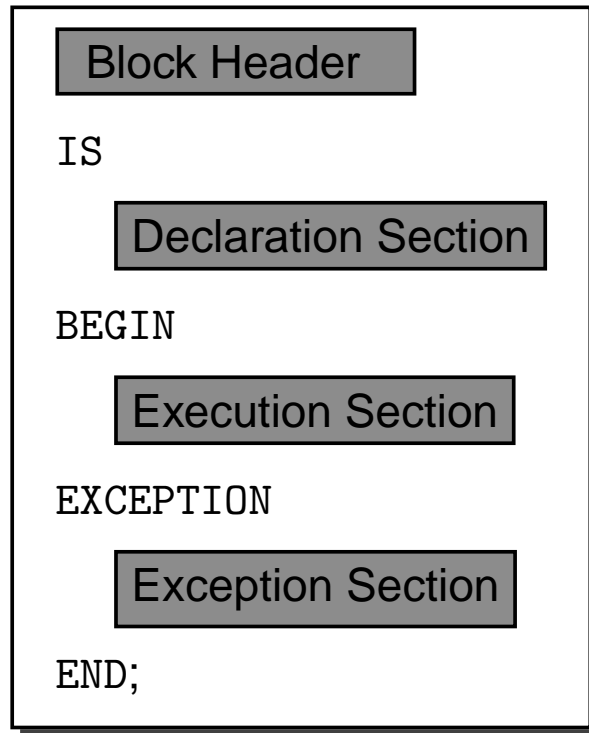 Block Header
IS
Declaration Section
BEGIN
Execution Section
EXCEPTION
Exception Section
END;